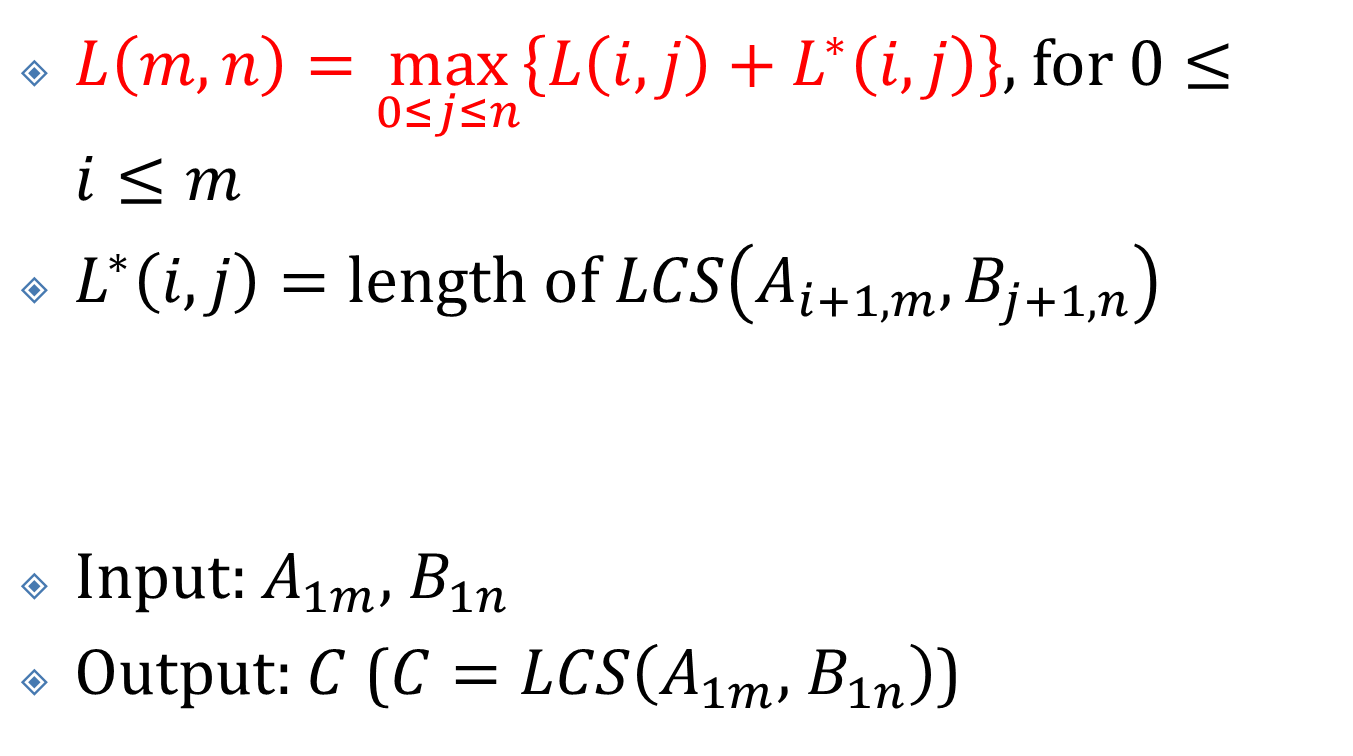 ◈ L(m, n) = max{L(i, j) + L*(i, j)}, for 0 ≤
0≤j≤n
i ≤ m
◈ L*(i, j) = length of LCS(A_{i+1,m}, B_{j+1,n})
◈ Input: A_{1m}, B_{1n}
◈ Output: C (C = LCS(A_{1m}, B_{1n}))